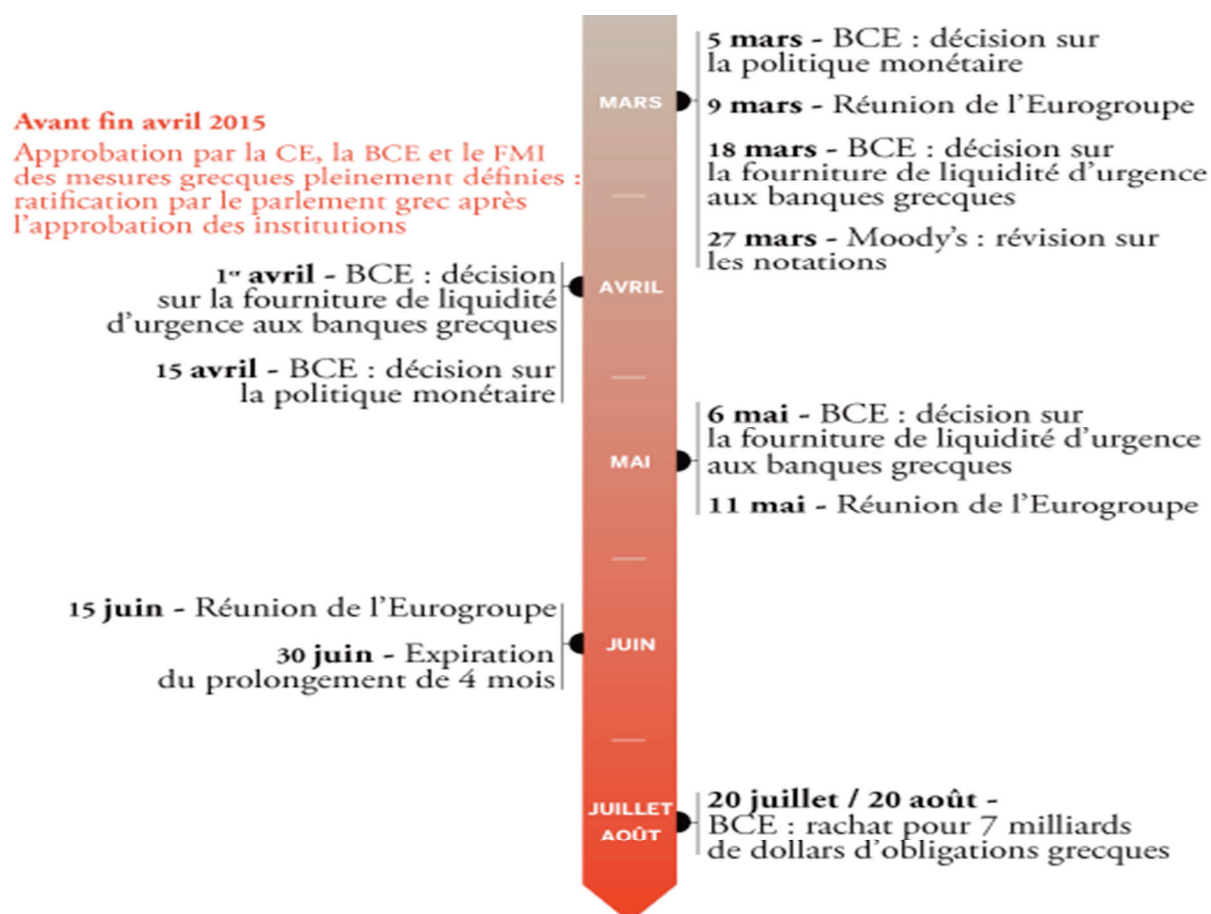 5 mars - BCE : décision sur
la politique monétaire
MARS
9 mars - Réunion de l'Eurogroupe
18 mars - BCE : décision sur
la fourniture de liquidité d'urgence
aux banques grecques
27 mars - Moody's : révision sur
les notations
Avant fin avril 2015
Approbation par la CE, la BCE et le FMI
des mesures grecques pleinement définies :
ratification par le parlement grec après
l'approbation des institutions
AVRIL
1er avril - BCE : décision
sur la fourniture de liquidité
d'urgence aux banques grecques
15 avril - BCE : décision sur
la politique monétaire
MAI
6 mai - BCE : décision sur
la fourniture de liquidité d'urgence
aux banques grecques
11 mai - Réunion de l'Eurogroupe
JUIN
15 juin - Réunion de l'Eurogroupe
30 juin - Expiration
du prolongement de 4 mois
JUILLET
AOÛT
20 juillet / 20 août -
BCE : rachat pour 7 milliards
de dollars d'obligations grecques